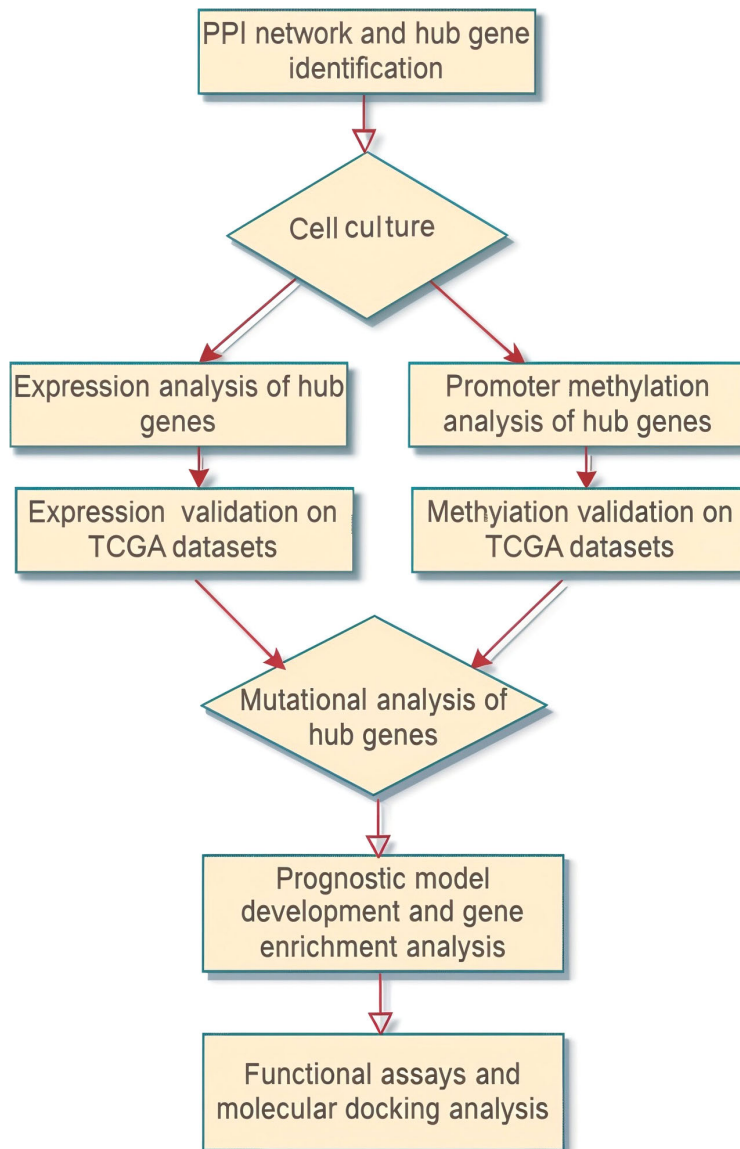 PPI network and hub gene
identification
Cell culture
Expression analysis of hub
genes
Promoter methylation
analysis of hub genes
Expression validation on
TCGA datasets
Methyiation validation on
TCGA datasets
Mutational analysis of
hub genes
Prognostic model
development and gene
enrichment analysis
Functional assays and
molecular docking analysis